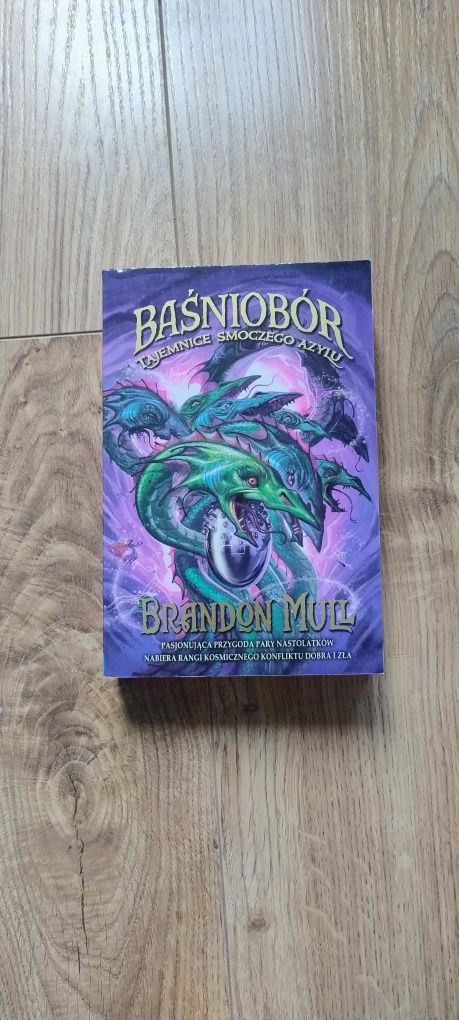 BAŚNIOBÓR
TAJEMNICE SMOCZEGO AZYLU
BRANDON MULL
PASJONUJĄCA PRZYGODA PARY NASTOLATKÓW
NABIERA RANGI KOSMICZNEGO KONFLIKTU DOBRA I ZŁA